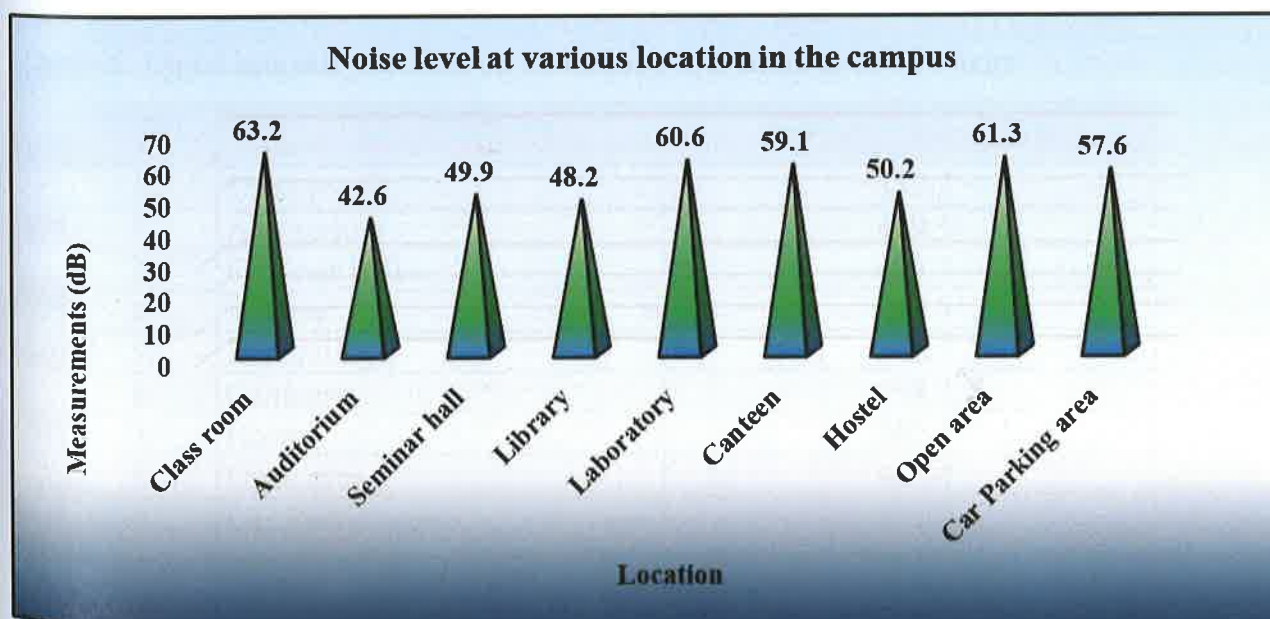 Noise level at various location in the campus
Measurements (dB)
70
60
50
40
30
20
10
0
63.2
42.6
49.9
48.2
60.6
59.1
50.2
61.3
57.6
Class room
Auditorium
Seminar hall
Library
Laboratory
Canteen
Hostel
Open area
Car Parking area
Location